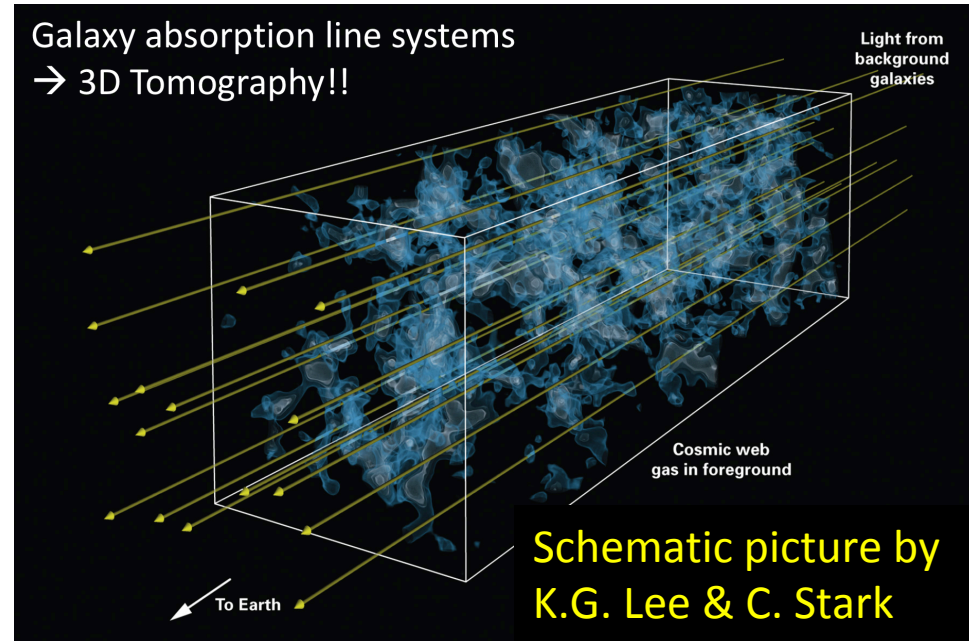 Galaxy absorption line systems
→ 3D Tomography!!
Light from
background
galaxies
Cosmic web
gas in foreground
To Earth
Schematic picture by
K.G. Lee & C. Stark